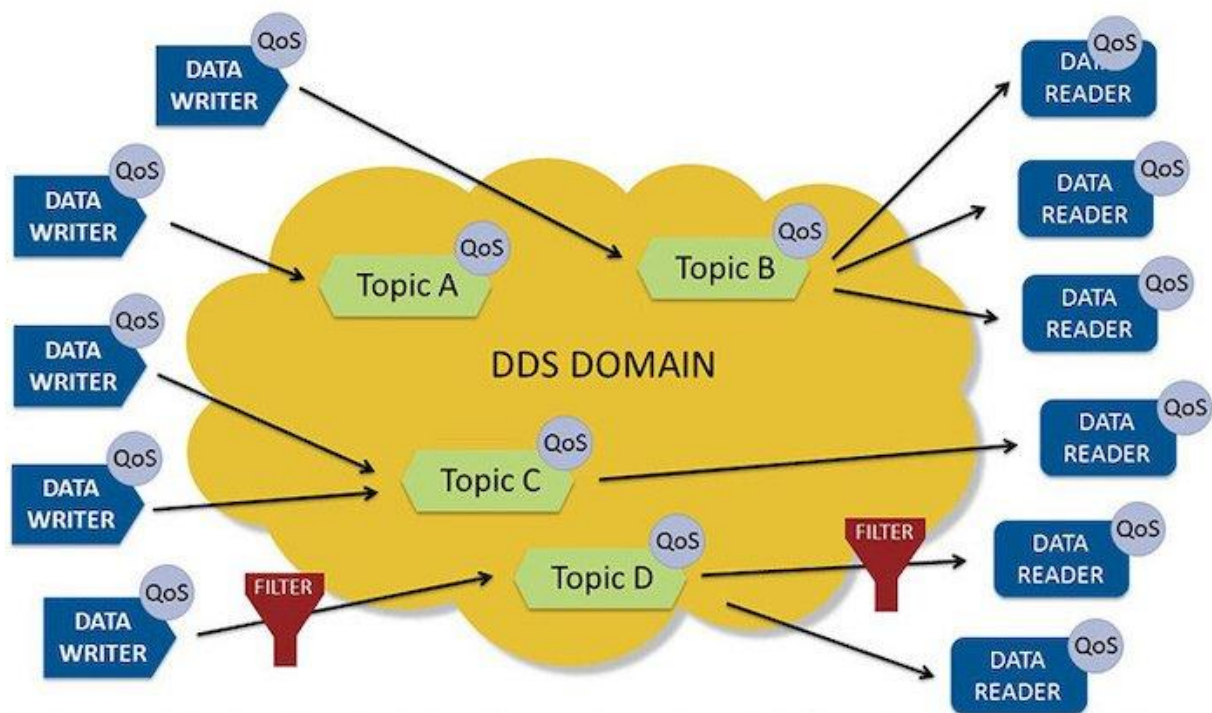 QoS
DATA
WRITER
QoS
DATA
READER
QoS
DATA
WRITER
QoS
DATA
READER
QoS
Topic A
QoS
Topic B
QoS
DATA
READER
QoS
DATA
WRITER
DDS DOMAIN
QoS
DATA
READER
QoS
DATA
WRITER
QoS
Topic C
QoS
Topic D
FILTER
QoS
DATA
READER
QoS
DATA
WRITER
FILTER
QoS
DATA
READER